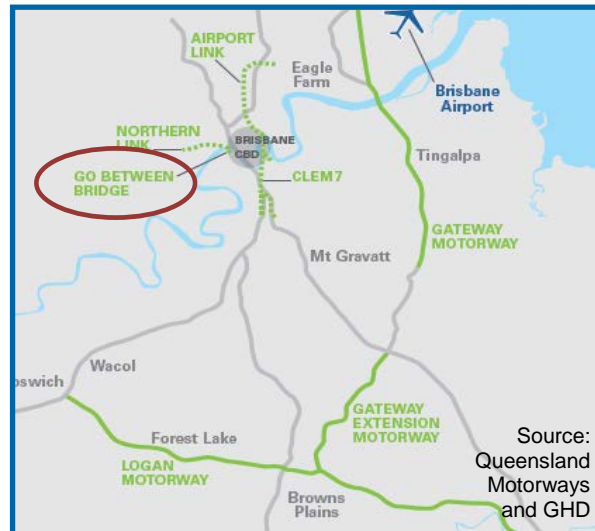 AIRPORT
LINK
Eagle
Farm
Brisbane
Airport
NORTHERN
LINK
BRISBANE
CBD
Tingalpa
GO BETWEEN
BRIDGE
CLEM7
GATEWAY
MOTORWAY
Mt Gravatt
Wacol
pswich
GATEWAY
EXTENSION
MOTORWAY
Forest Lake
LOGAN
MOTORWAY
Browns
Plains
Source:
Queensland
Motorways
and GHD